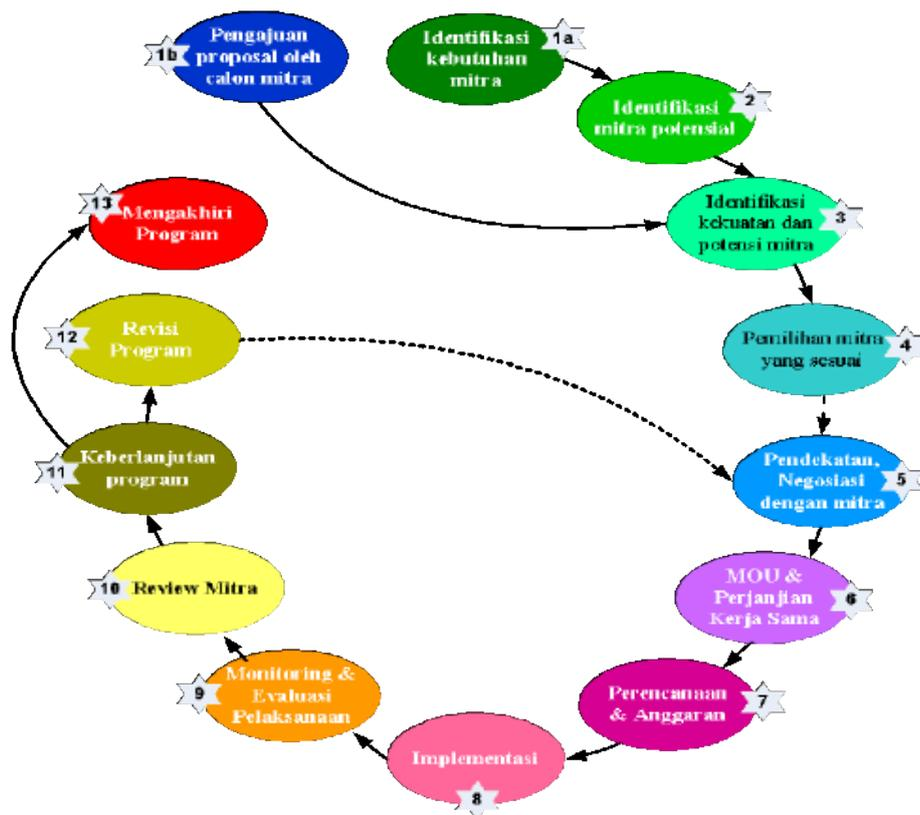 1b
Pengajuan
proposal oleh
calon mitra
1a
Identifikasi
kebutuhan
mitra
2
Identifikasi
mitra potensial
3
Identifikasi
kekuatan dan
potensi mitra
4
Pemilihan mitra
yang sesuai
5
Pendekatan,
Negosiasi
dengan mitra
6
MOU &
Perjanjian
Kerja Sama
7
Perencanaan
& Anggaran
8
Implementasi
9
Monitoring &
Evaluasi
Pelaksanaan
10
Review Mitra
11
Keberlanjutan
program
12
Revisi
Program
13
Mengakhiri
Program